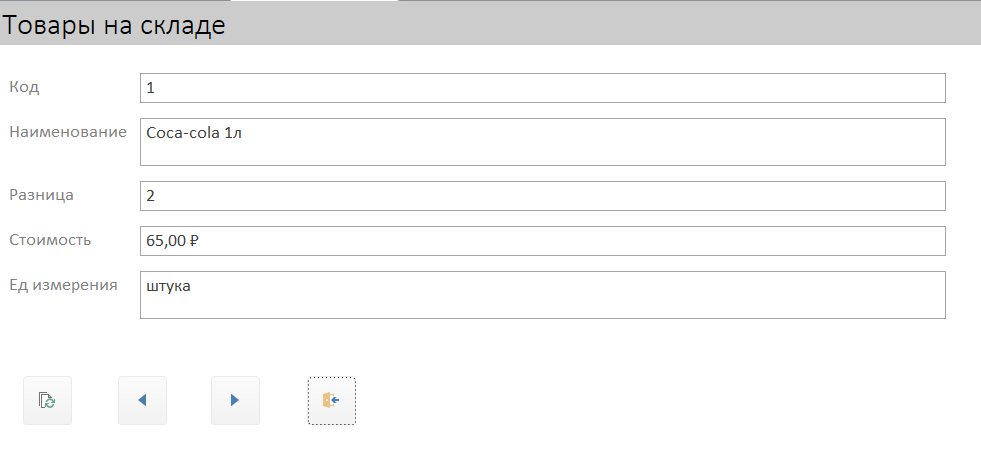 Товары на складе
Код 1
Наименование Coca-cola 1л
Разница 2
Стоимость 65,00 ₽
Ед измерения штука